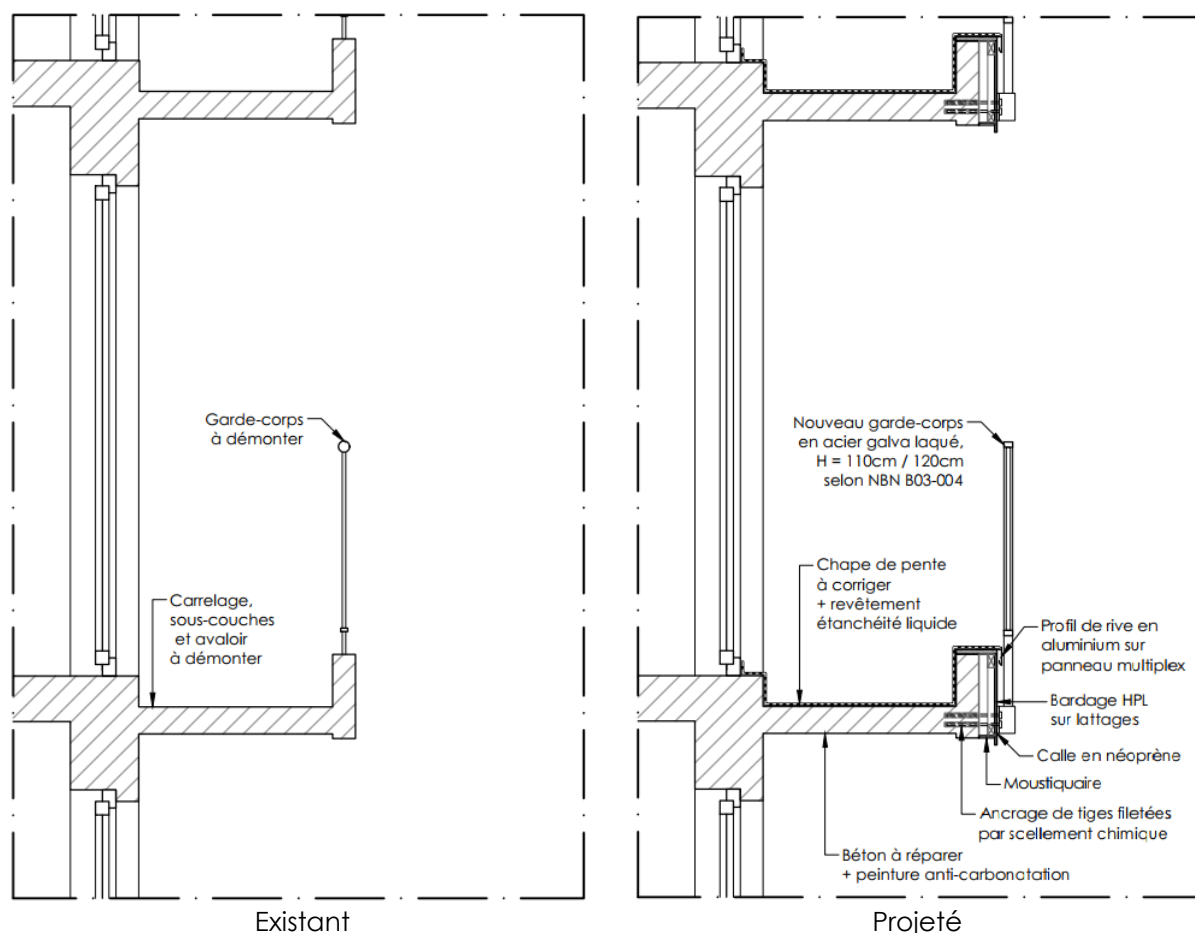 Garde-corps
à démonter
Carrelage,
sous-couches
et avaloir
à démonter
Existant
Nouveau garde-corps
en acier galva laqué,
H = 110cm / 120cm
selon NBN B03-004
Chape de pente
à corriger
+ revêtement
étanchéité liquide
Profil de rive en
aluminium sur
panneau multiplex
Bardage HPL
sur lattages
Calle en néoprène
Moustiquaire
Ancrage de tiges filetées
par scellement chimique
Béton à réparer
+ peinture anti-carbonatation
Projeté